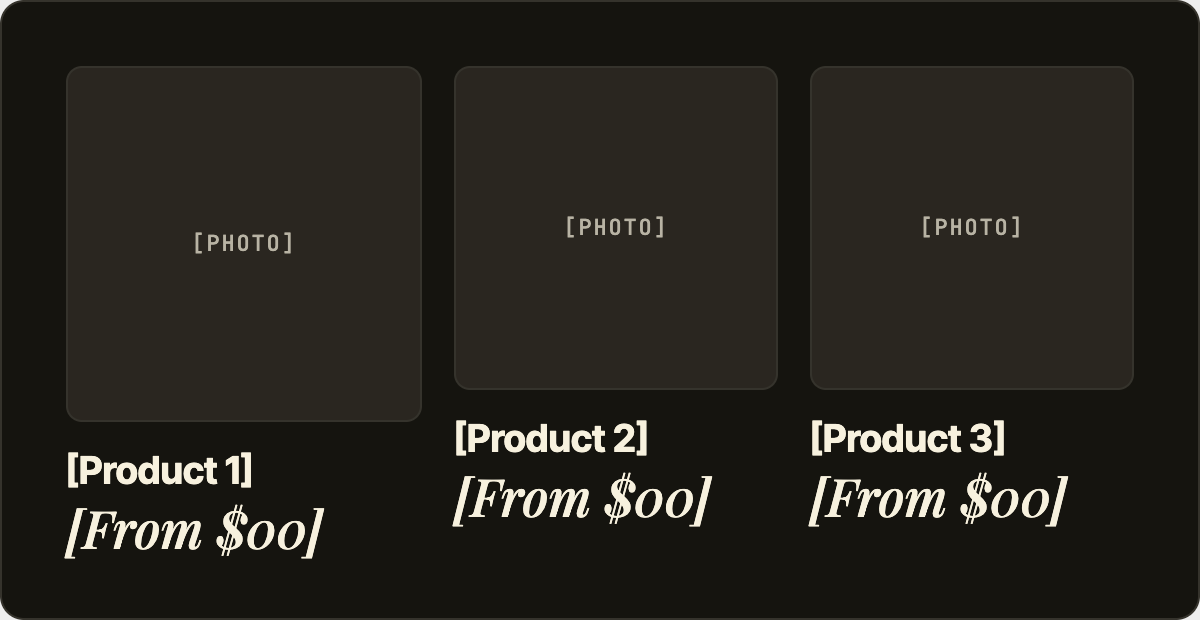 [PHOTO]
[Product 1]
[From $00]
[PHOTO]
[Product 2]
[From $00]
[PHOTO]
[Product 3]
[From $00]